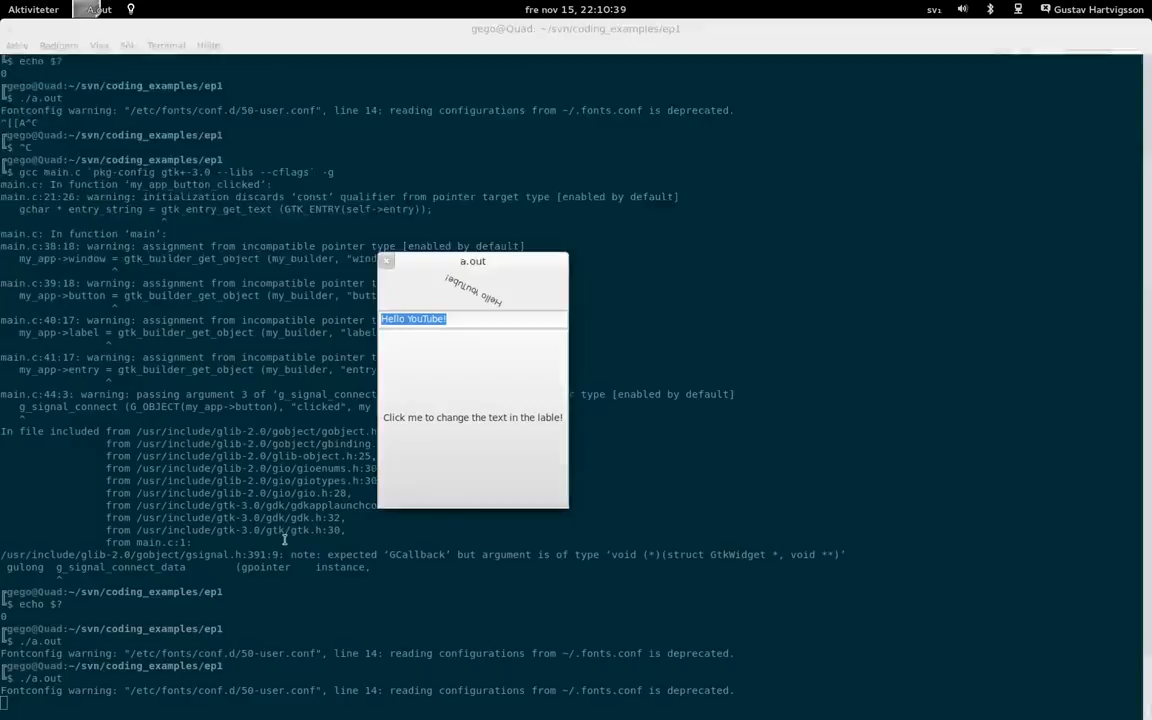 Aktiviteter
A.out
fre nov 15, 22:10:39
sv₁
Gustav Hartvigsson
gego@Quad: ~/svn/coding_examples/ep1
Arkiv Redigera Visa Sök Terminal Hjälp
$ echo $?
0
gego@Quad:~/svn/coding_examples/ep1
$ ./a.out
Fontconfig warning: "/etc/fonts/conf.d/50-user.conf", line 14: reading configurations from ~/.fonts.conf is deprecated.
^[[A^C
gego@Quad:~/svn/coding_examples/ep1
$ ^C
gego@Quad:~/svn/coding_examples/ep1
$ gcc main.c `pkg-config gtk+-3.0 --libs --cflags` -g
main.c: In function ‘my_app_button_clicked’:
main.c:21:26: warning: initialization discards ‘const’ qualifier from pointer target type [enabled by default]
gchar * entry_string = gtk_entry_get_text (GTK_ENTRY(self->entry));
^
main.c: In function ‘main’:
main.c:38:18: warning: assignment from incompatible pointer type [enabled by default]
my_app->window = gtk_builder_get_object (my_builder, "wind
^
main.c:39:18: warning: assignment from incompatible pointer t
my_app->button = gtk_builder_get_object (my_builder, "butt
^
main.c:40:17: warning: assignment from incompatible pointer t
my_app->label = gtk_builder_get_object (my_builder, "label
^
main.c:41:17: warning: assignment from incompatible pointer t
my_app->entry = gtk_builder_get_object (my_builder, "entry
^
main.c:44:3: warning: passing argument 3 of ‘g_signal_connect
r type [enabled by default]
g_signal_connect (G_OBJECT(my_app->button), "clicked", my
^
In file included from /usr/include/glib-2.0/gobject/gobject.h
from /usr/include/glib-2.0/gobject/gbinding.
from /usr/include/glib-2.0/glib-object.h:25,
from /usr/include/glib-2.0/gio/gioenums.h:30
from /usr/include/glib-2.0/gio/giotypes.h:30
from /usr/include/glib-2.0/gio/gio.h:28,
from /usr/include/gtk-3.0/gdk/gdkapplaunchco
from /usr/include/gtk-3.0/gdk/gdk.h:32,
from /usr/include/gtk-3.0/gtk/gtk.h:30,
from main.c:1:
/usr/include/glib-2.0/gobject/gsignal.h:391:9: note: expected ‘GCallback’ but argument is of type ‘void (*)(struct GtkWidget *, void **)’
gulong g_signal_connect_data (gpointer instance,
^
gego@Quad:~/svn/coding_examples/ep1
$ echo $?
0
gego@Quad:~/svn/coding_examples/ep1
$ ./a.out
Fontconfig warning: "/etc/fonts/conf.d/50-user.conf", line 14: reading configurations from ~/.fonts.conf is deprecated.
gego@Quad:~/svn/coding_examples/ep1
$ ./a.out
Fontconfig warning: "/etc/fonts/conf.d/50-user.conf", line 14: reading configurations from ~/.fonts.conf is deprecated.
a.out
Hello YouTube!
Hello YouTube!
Click me to change the text in the lable!